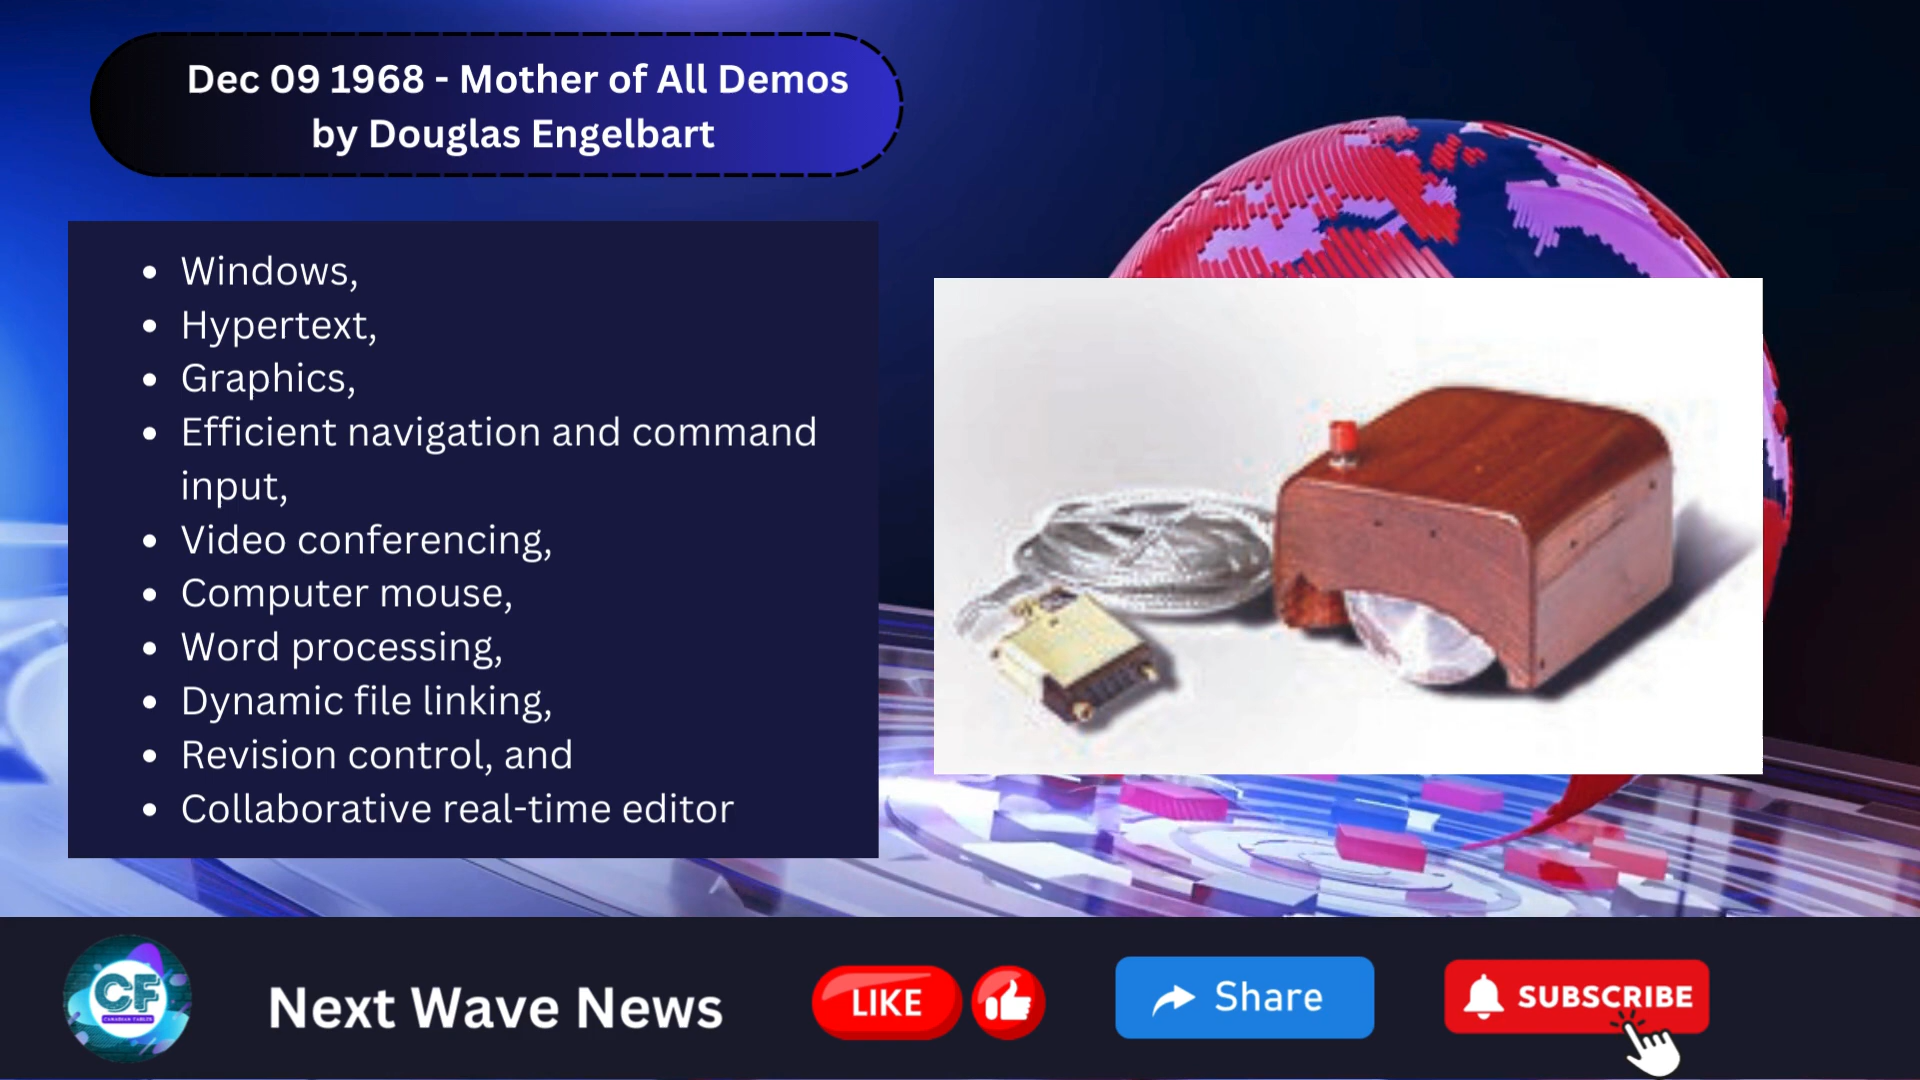 Dec 09 1968 - Mother of All Demos
by Douglas Engelbart
Windows,
Hypertext,
Graphics,
Efficient navigation and command
input,
Video conferencing,
Computer mouse,
Word processing,
Dynamic file linking,
Revision control, and
Collaborative real-time editor
CF
CANADIAN FABLES
Next Wave News
LIKE
Share
SUBSCRIBE